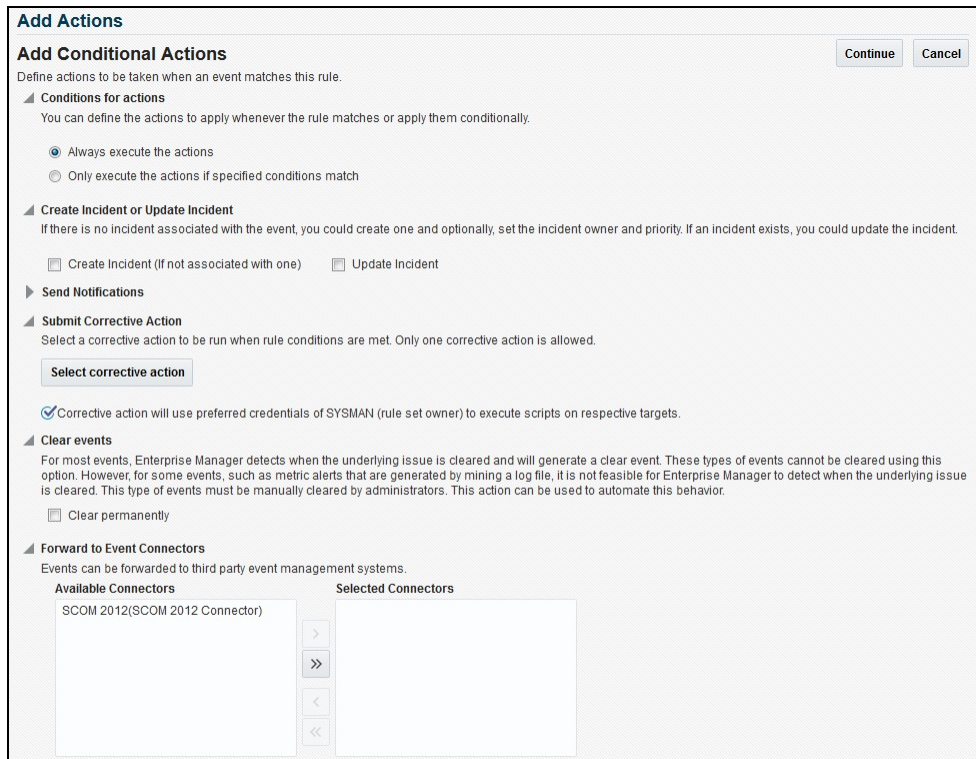 Add Actions
Add Conditional Actions
Continue
Cancel
Define actions to be taken when an event matches this rule.
Conditions for actions
You can define the actions to apply whenever the rule matches or apply them conditionally.
Always execute the actions
Only execute the actions if specified conditions match
Create Incident or Update Incident
If there is no incident associated with the event, you could create one and optionally, set the incident owner and priority. If an incident exists, you could update the incident.
Create Incident (If not associated with one)
Update Incident
Send Notifications
Submit Corrective Action
Select a corrective action to be run when rule conditions are met. Only one corrective action is allowed.
Select corrective action
Corrective action will use preferred credentials of SYSMAN (rule set owner) to execute scripts on respective targets.
Clear events
For most events, Enterprise Manager detects when the underlying issue is cleared and will generate a clear event. These types of events cannot be cleared using this
option. However, for some events, such as metric alerts that are generated by mining a log file, it is not feasible for Enterprise Manager to detect when the underlying issue
is cleared. This type of events must be manually cleared by administrators. This action can be used to automate this behavior.
Clear permanently
Forward to Event Connectors
Events can be forwarded to third party event management systems.
Available Connectors
Selected Connectors
SCOM 2012(SCOM 2012 Connector)